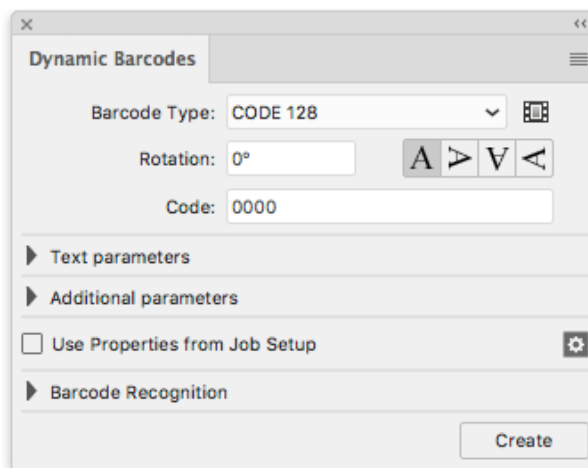 Dynamic Barcodes
Barcode Type: CODE 128
Rotation: 0° A A A A
Code: 0000
Text parameters
Additional parameters
Use Properties from Job Setup
Barcode Recognition
Create